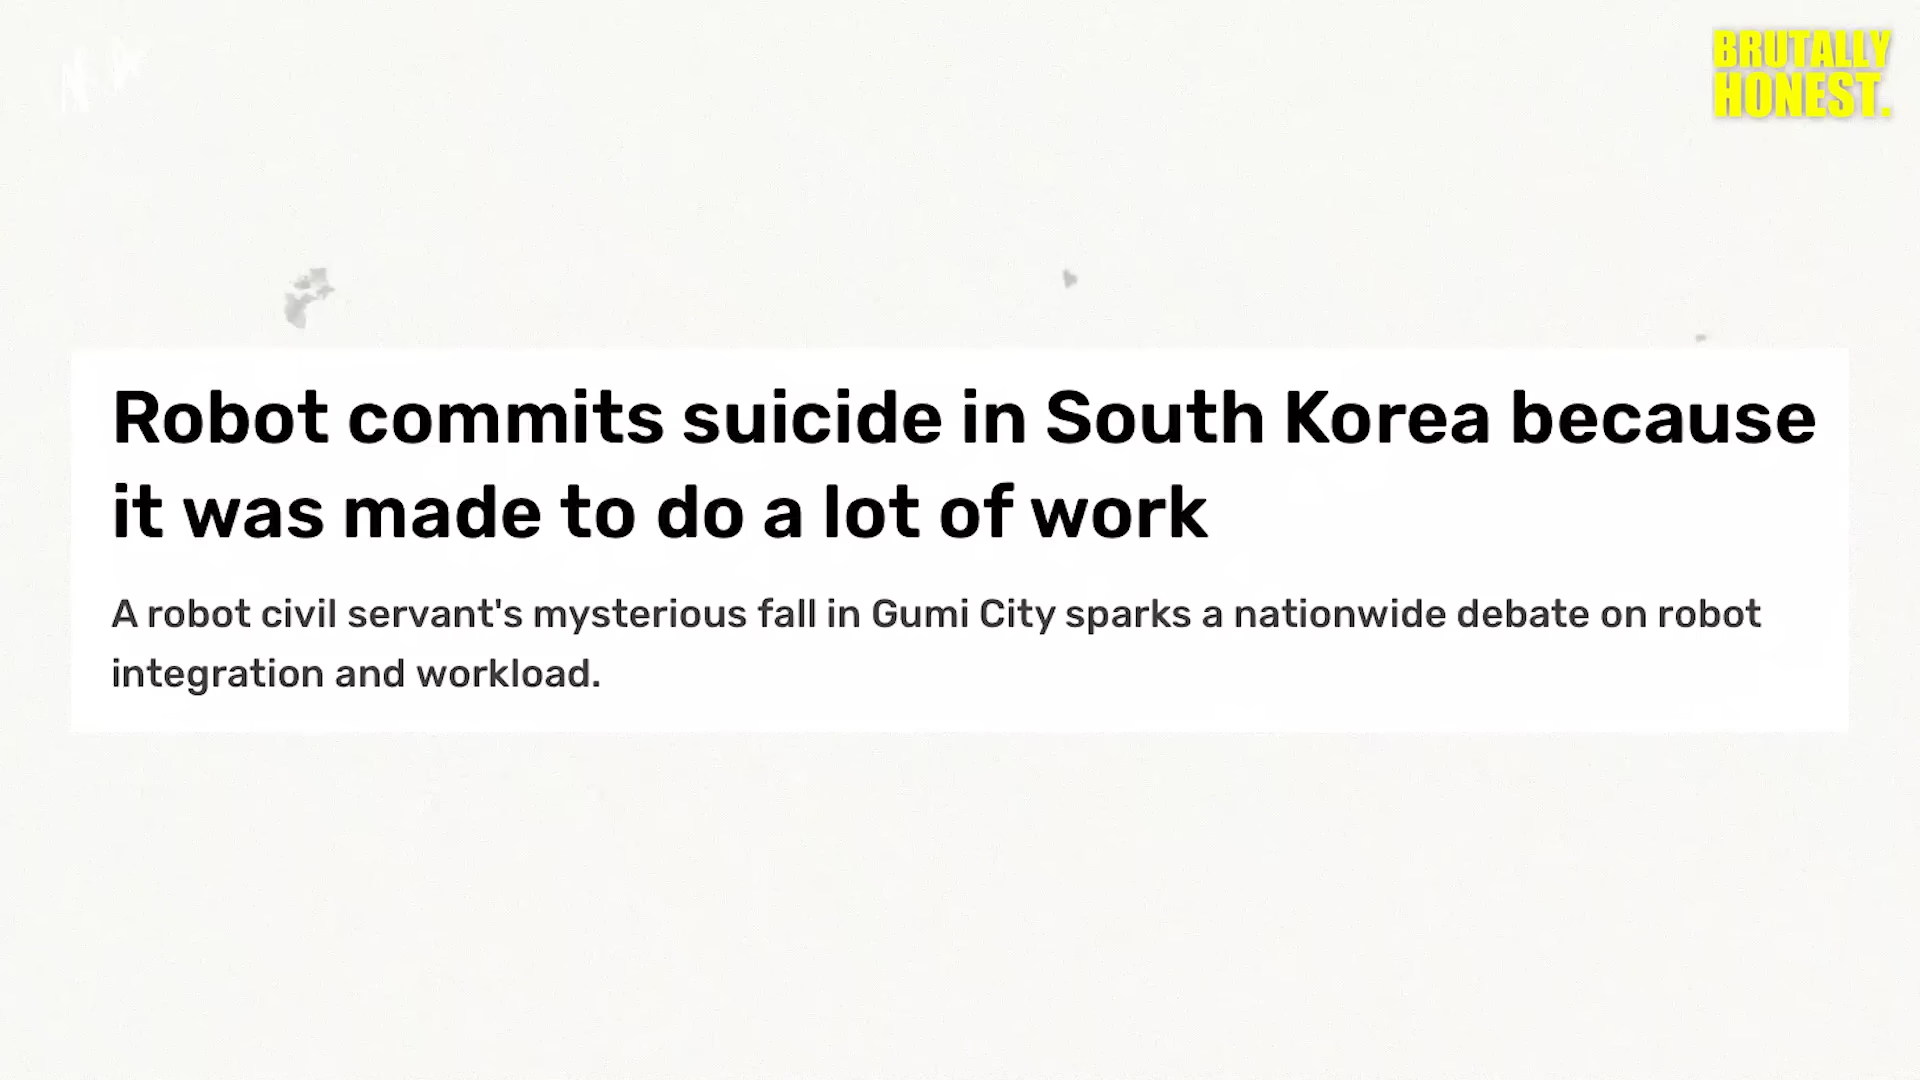 BRUTALLY
HONEST.
Robot commits suicide in South Korea because
it was made to do a lot of work
A robot civil servant's mysterious fall in Gumi City sparks a nationwide debate on robot
integration and workload.